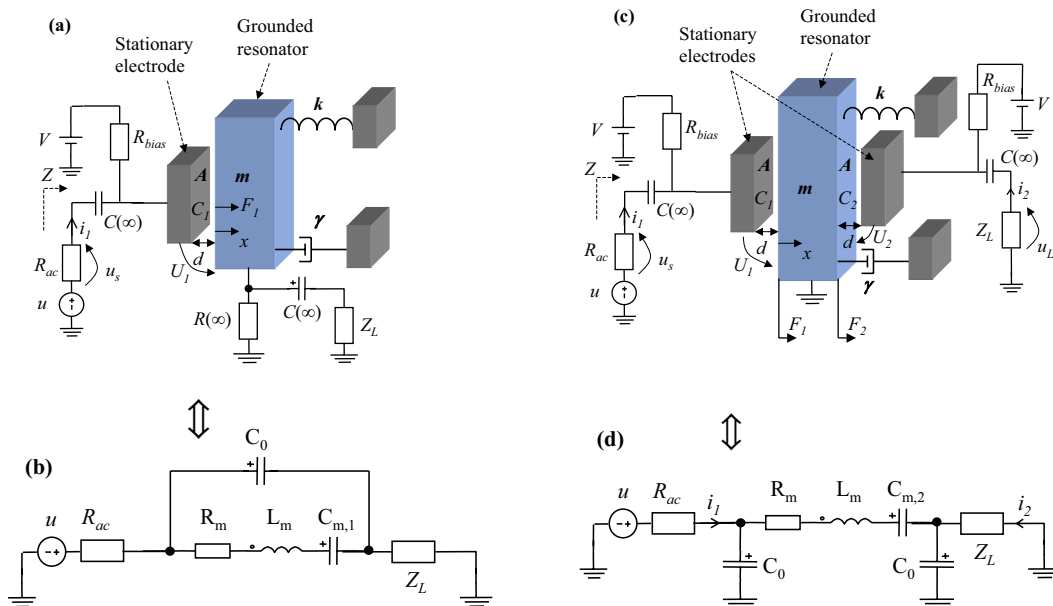 (a)
Grounded
resonator
Stationary
electrode
k
V
R_bias
Z
A
m
C_1
F_1
C(∞)
i_1
x
γ
d
R_ac
u_s
U_1
u
R(∞)
C(∞)
Z_L
(b)
C_0
u
R_ac
R_m
L_m
C_m,1
Z_L
(c)
Grounded
resonator
Stationary
electrodes
R_bias
V
k
V
R_bias
Z
A
A
m
C_1
C_2
C(∞)
C(∞)
i_1
i_2
d
x
d
U_2
Z_L
u_L
R_ac
u_s
U_1
γ
u
F_1
F_2
(d)
u
R_ac
i_1
R_m
L_m
C_m,2
i_2
C_0
C_0
Z_L